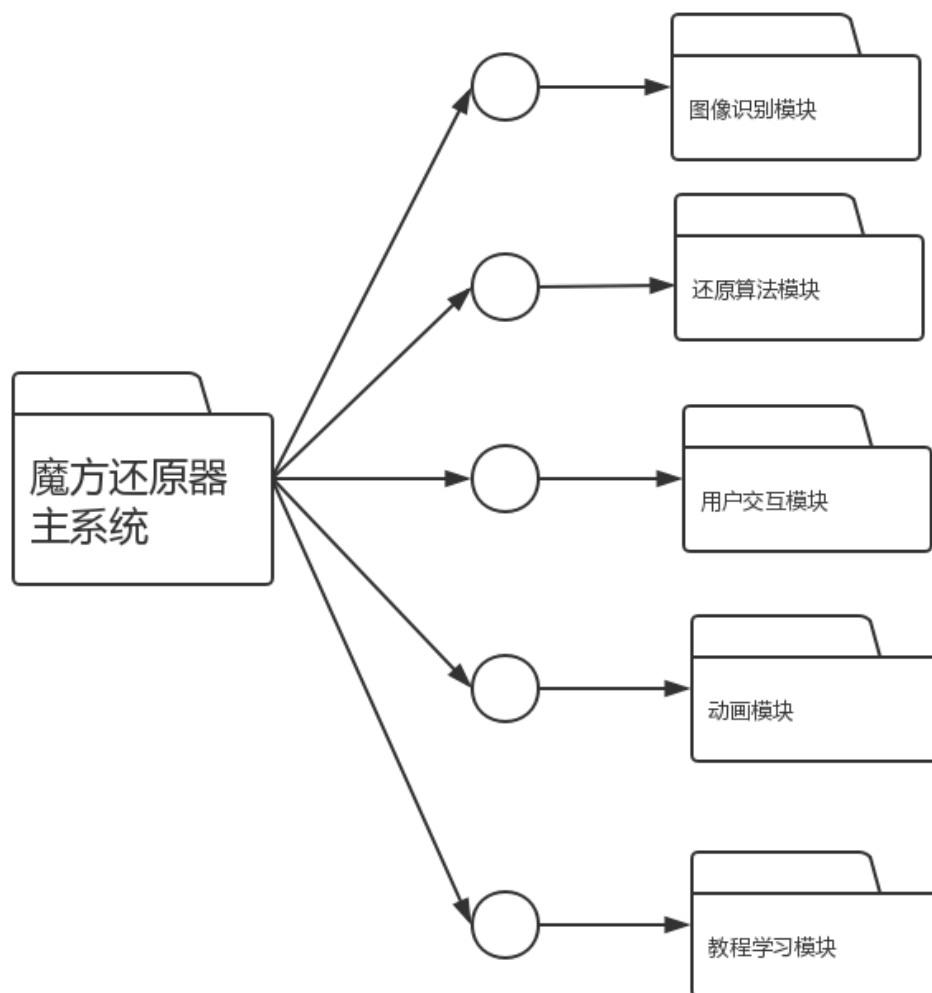 图像识别模块
还原算法模块
魔方还原器
主系统
用户交互模块
动画模块
教程学习模块